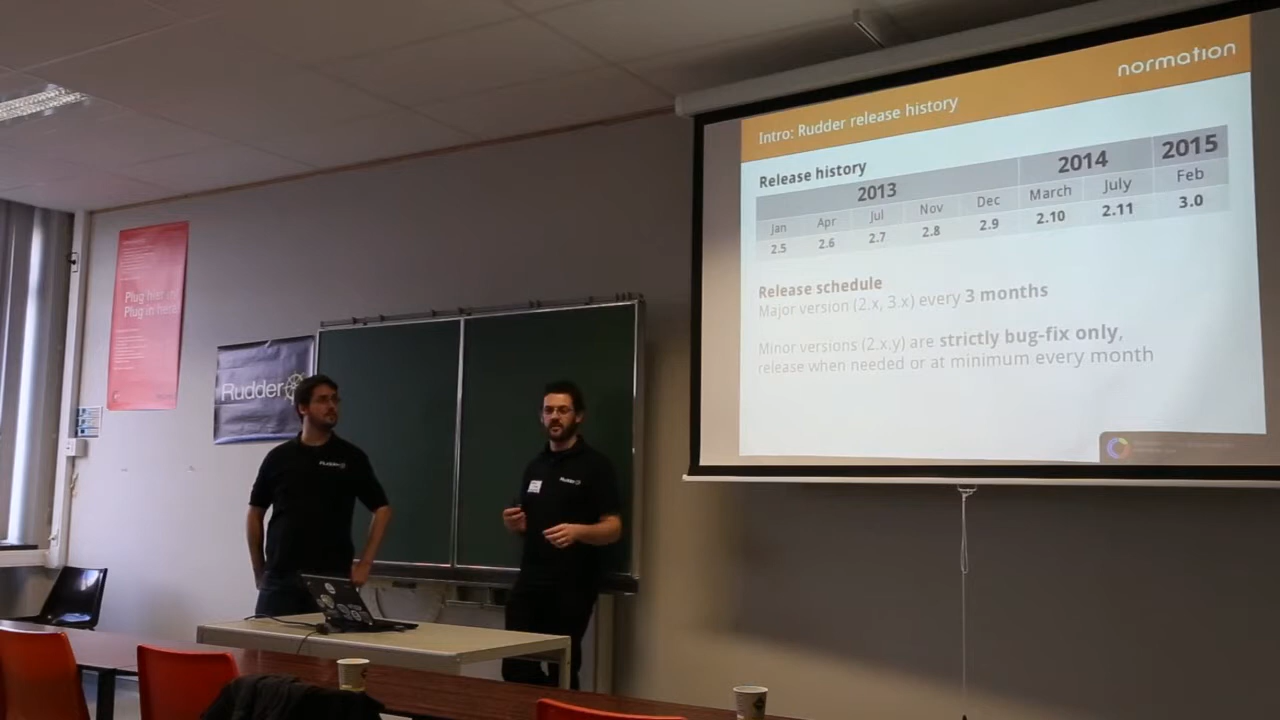 normation
Intro: Rudder release history
Release history
2013 2014 2015
Jan Apr Jul Nov Dec March July Feb
2.5 2.6 2.7 2.8 2.9 2.10 2.11 3.0
Release schedule
Major version (2.x, 3.x) every 3 months
Minor versions (2.x.y) are strictly bug-fix only,
release when needed or at minimum every month
Plug hier in!
Plug in here!
Rudder
Rudder
Rudder